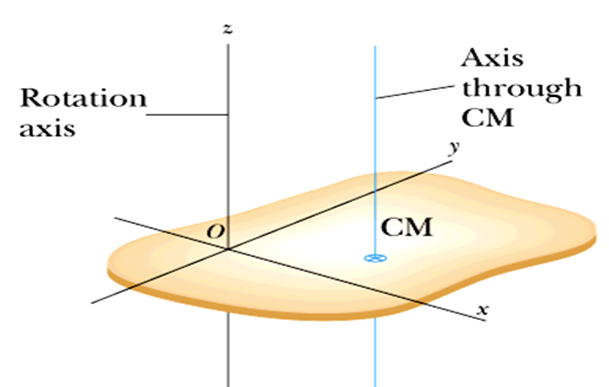 z
Rotation
axis
Axis
through
CM
y
O
CM
x